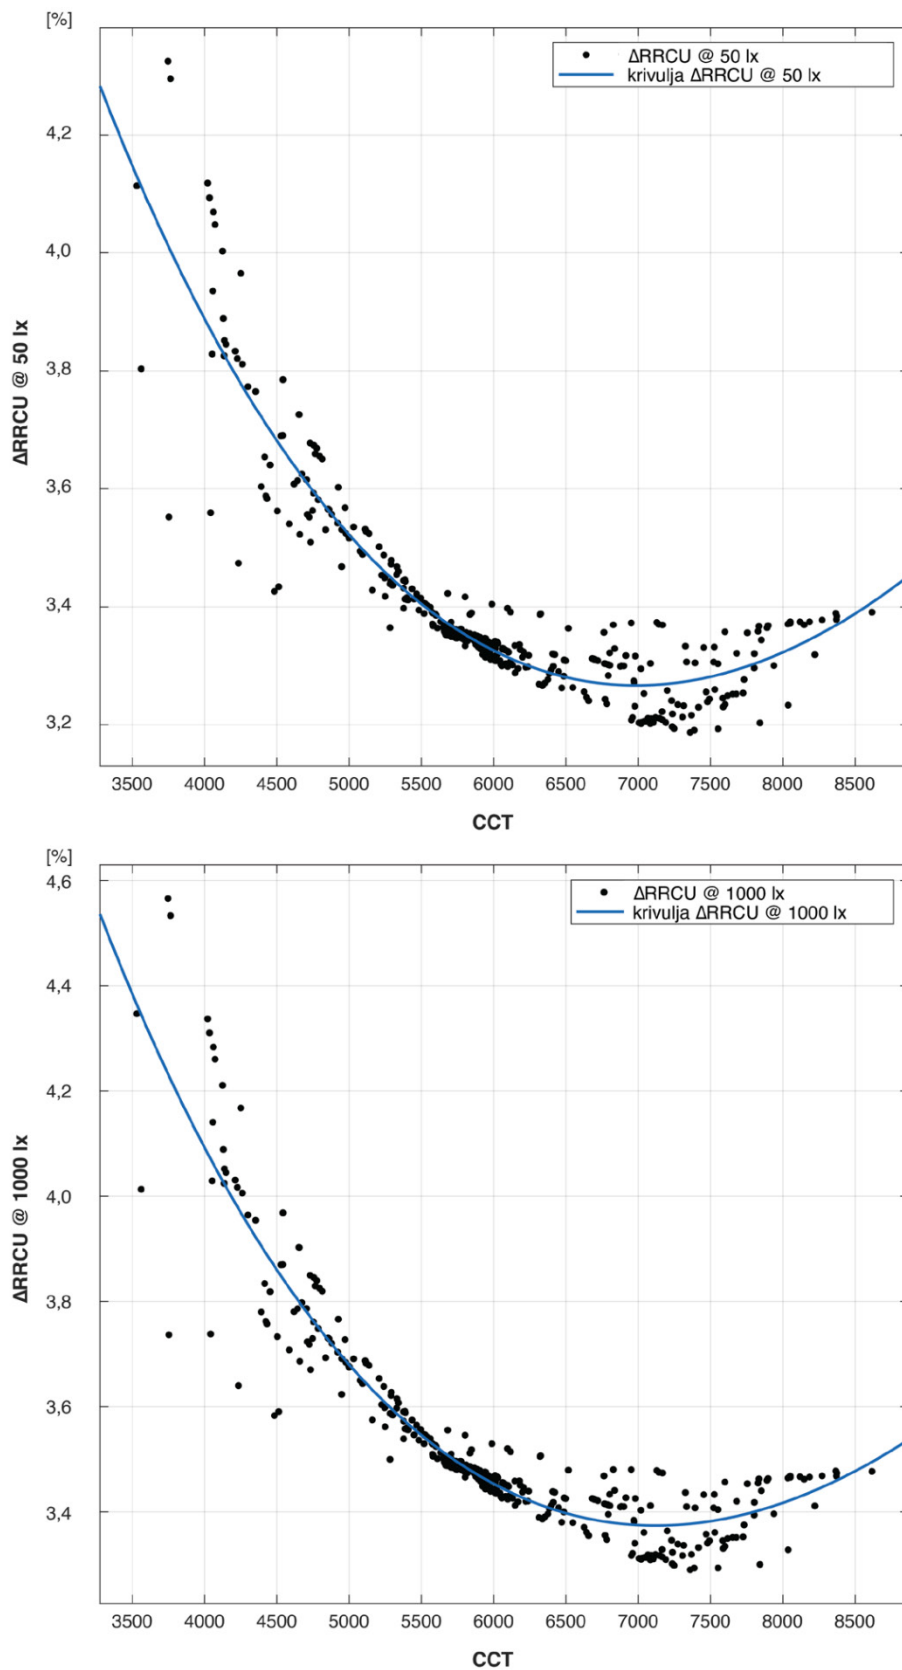 [%]
ΔRRCU @ 50 lx
krivulja ΔRRCU @ 50 lx
4,2
4,0
3,8
3,6
3,4
3,2
ΔRRCU @ 50 lx
3500 4000 4500 5000 5500 6000 6500 7000 7500 8000 8500
CCT
[%]
4,6
ΔRRCU @ 1000 lx
krivulja ΔRRCU @ 1000 lx
4,4
4,2
4,0
3,8
3,6
3,4
ΔRRCU @ 1000 lx
3500 4000 4500 5000 5500 6000 6500 7000 7500 8000 8500
CCT